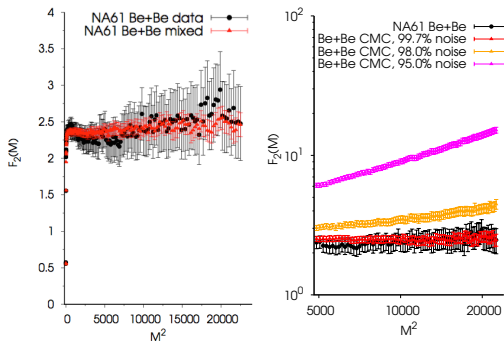 NA61 Be+Be data
NA61 Be+Be mixed
F2(M)
4
3.5
3
2.5
2
1.5
1
0.5
0
0 5000 10000 15000 20000
M²
NA61 Be+Be
Be+Be CMC, 99.7% noise
Be+Be CMC, 98.0% noise
Be+Be CMC, 95.0% noise
F₂(M)
10²
10¹
10⁰
5000 10000 20000
M²